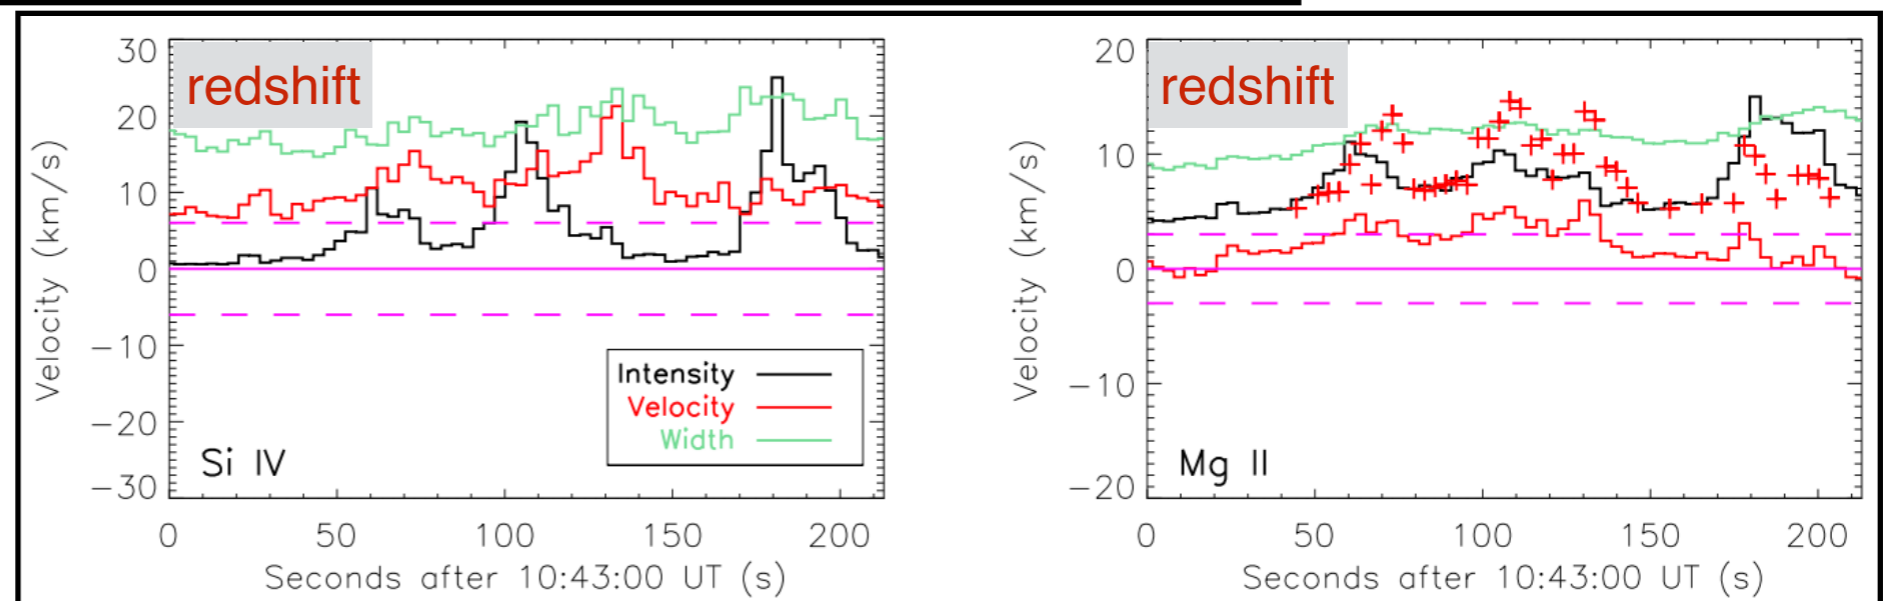 redshift
30
20
10
0
−10
−20
−30
Velocity (km/s)
Intensity
Velocity
Width
Si IV
0 50 100 150 200
Seconds after 10:43:00 UT (s)
redshift
20
10
0
−10
−20
Velocity (km/s)
Mg II
0 50 100 150 200
Seconds after 10:43:00 UT (s)